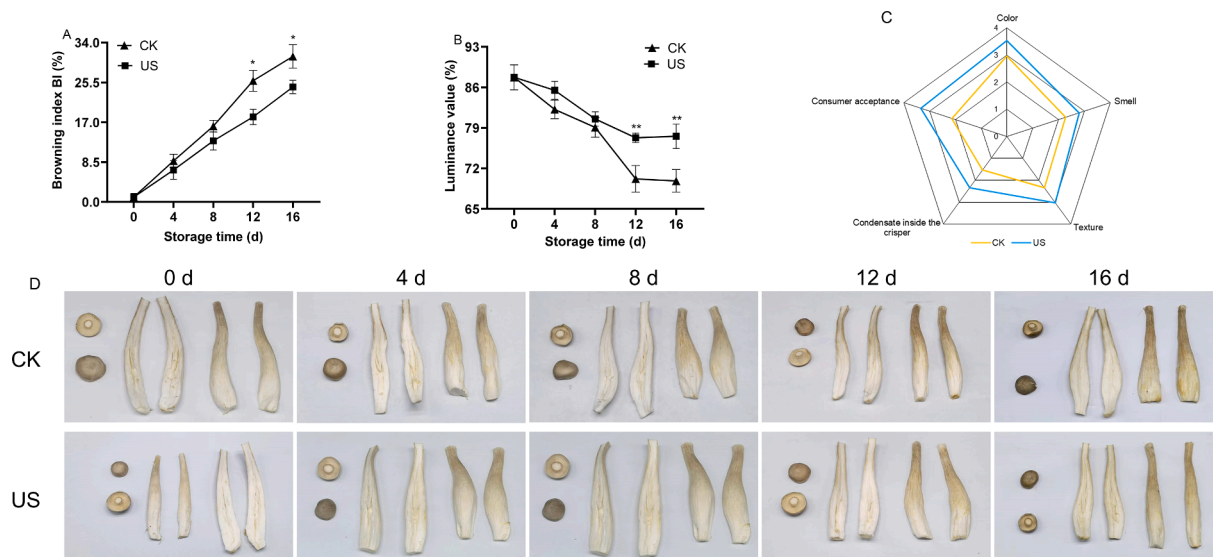 A
Browning index BI (%)
34.0
25.5
17.0
8.5
0.0
CK
US
*
*
0
4
8
12
16
Storage time (d)
B
Luminance value (%)
93
86
79
72
65
CK
US
**
**
0
4
8
12
16
Storage time (d)
C
Color
4
3
2
1
0
Consumer acceptance
Smell
Condensate inside the
crisper
Texture
CK
US
D
0 d
4 d
8 d
12 d
16 d
CK
US